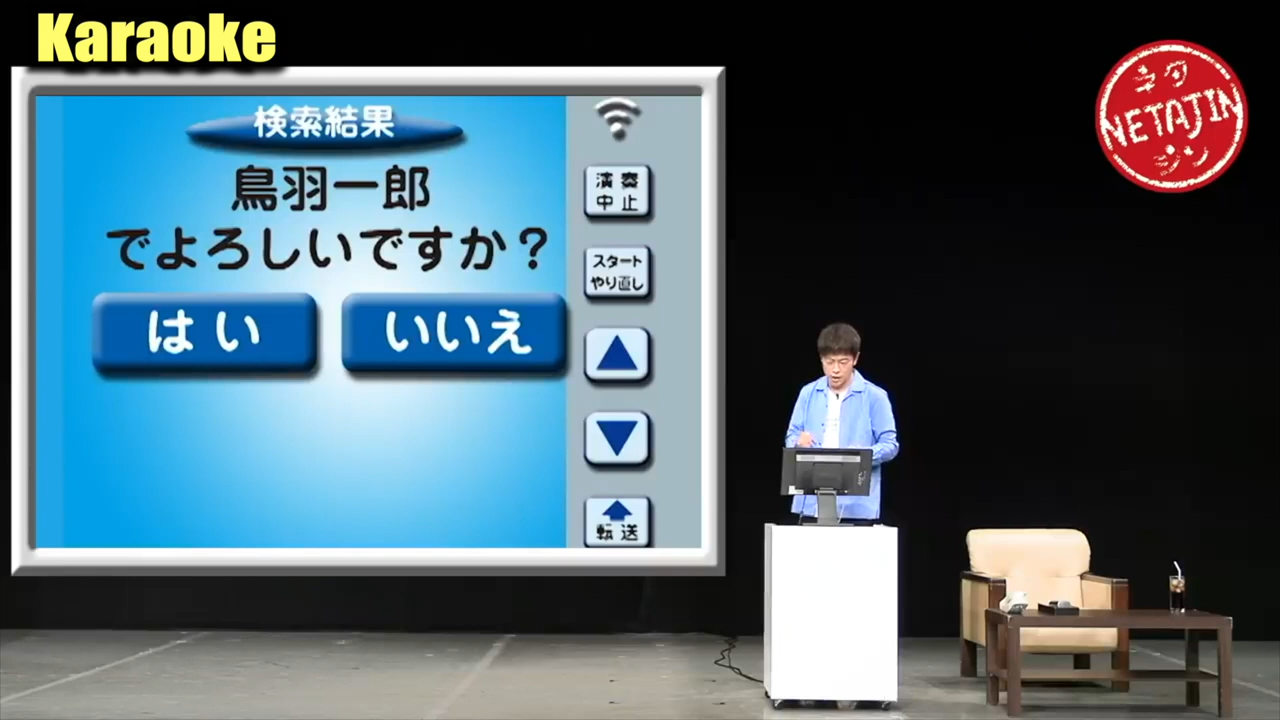 Karaoke
検索結果
鳥羽一郎
でよろしいですか？
はい
いいえ
演奏
中止
スタート
やり直し
転送
ネタ
NETAJIN
ジン